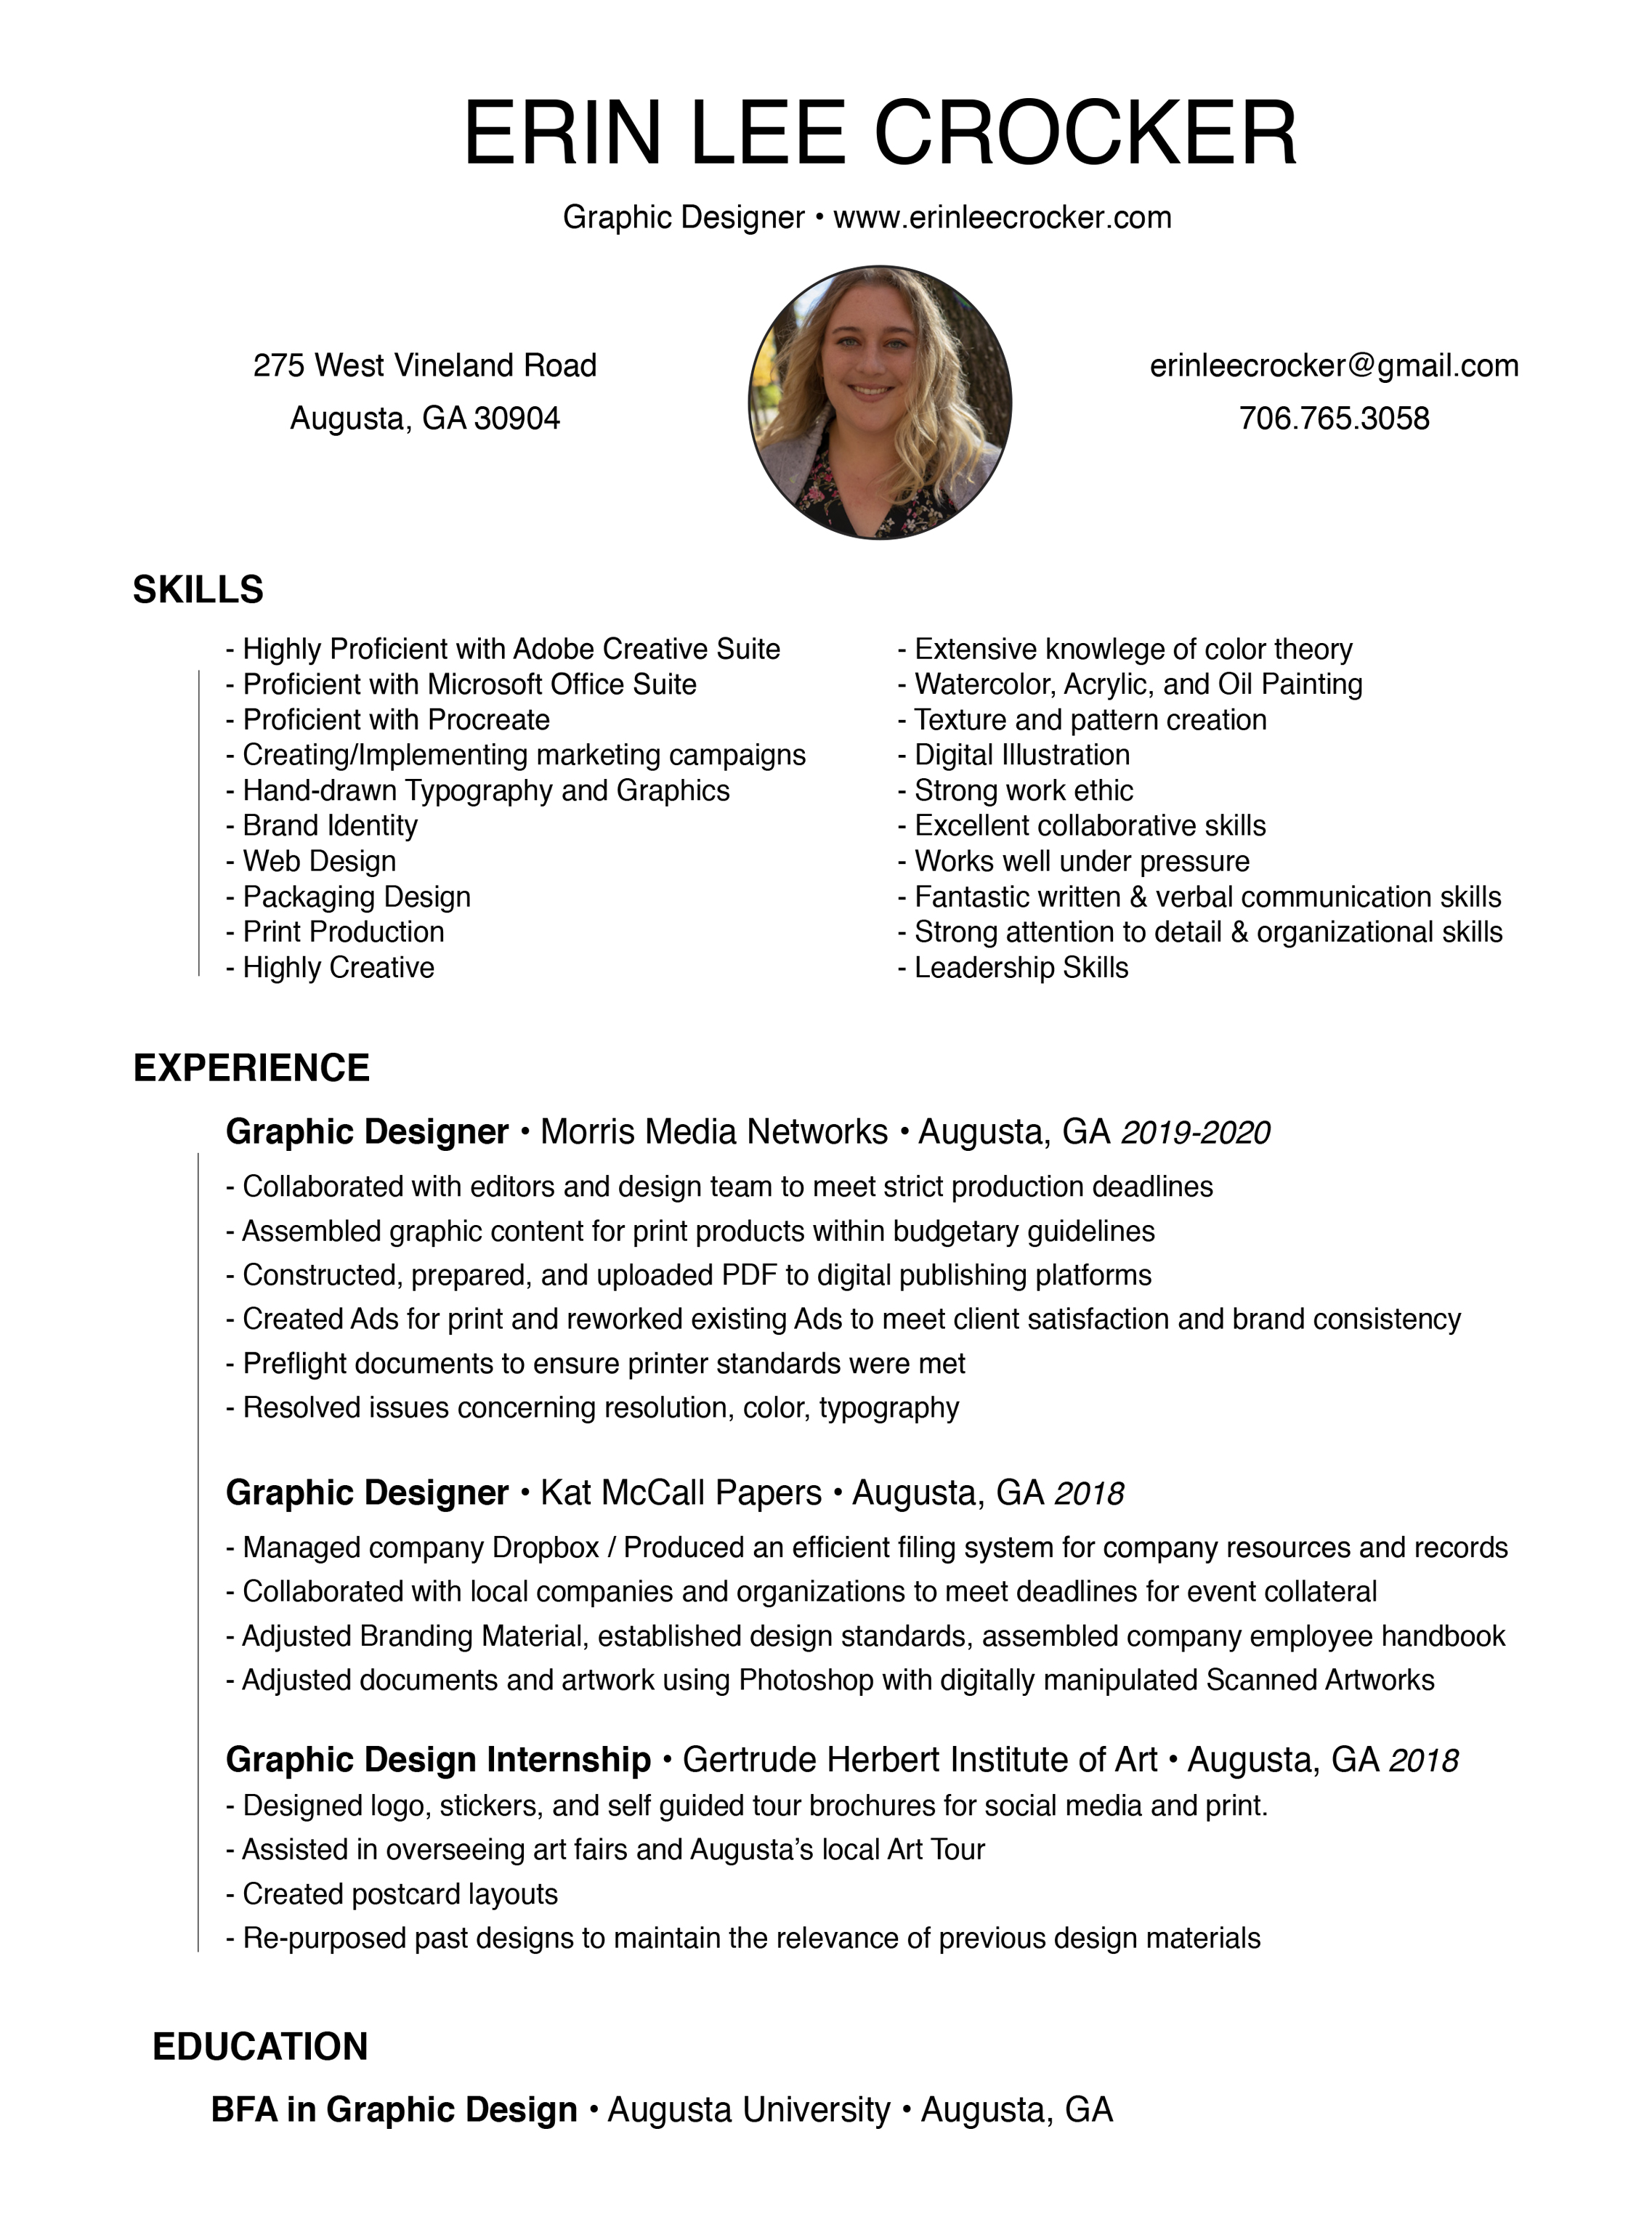 ERIN LEE CROCKER
Graphic Designer • www.erinleecrocker.com
275 West Vineland Road
Augusta, GA 30904
erinleecrocker@gmail.com
706.765.3058
SKILLS
- Highly Proficient with Adobe Creative Suite
- Proficient with Microsoft Office Suite
- Proficient with Procreate
- Creating/Implementing marketing campaigns
- Hand-drawn Typography and Graphics
- Brand Identity
- Web Design
- Packaging Design
- Print Production
- Highly Creative
- Extensive knowlege of color theory
- Watercolor, Acrylic, and Oil Painting
- Texture and pattern creation
- Digital Illustration
- Strong work ethic
- Excellent collaborative skills
- Works well under pressure
- Fantastic written & verbal communication skills
- Strong attention to detail & organizational skills
- Leadership Skills
EXPERIENCE
Graphic Designer • Morris Media Networks • Augusta, GA 2019-2020
- Collaborated with editors and design team to meet strict production deadlines
- Assembled graphic content for print products within budgetary guidelines
- Constructed, prepared, and uploaded PDF to digital publishing platforms
- Created Ads for print and reworked existing Ads to meet client satisfaction and brand consistency
- Preflight documents to ensure printer standards were met
- Resolved issues concerning resolution, color, typography
Graphic Designer • Kat McCall Papers • Augusta, GA 2018
- Managed company Dropbox / Produced an efficient filing system for company resources and records
- Collaborated with local companies and organizations to meet deadlines for event collateral
- Adjusted Branding Material, established design standards, assembled company employee handbook
- Adjusted documents and artwork using Photoshop with digitally manipulated Scanned Artworks
Graphic Design Internship • Gertrude Herbert Institute of Art • Augusta, GA 2018
- Designed logo, stickers, and self guided tour brochures for social media and print.
- Assisted in overseeing art fairs and Augusta’s local Art Tour
- Created postcard layouts
- Re-purposed past designs to maintain the relevance of previous design materials
EDUCATION
BFA in Graphic Design • Augusta University • Augusta, GA